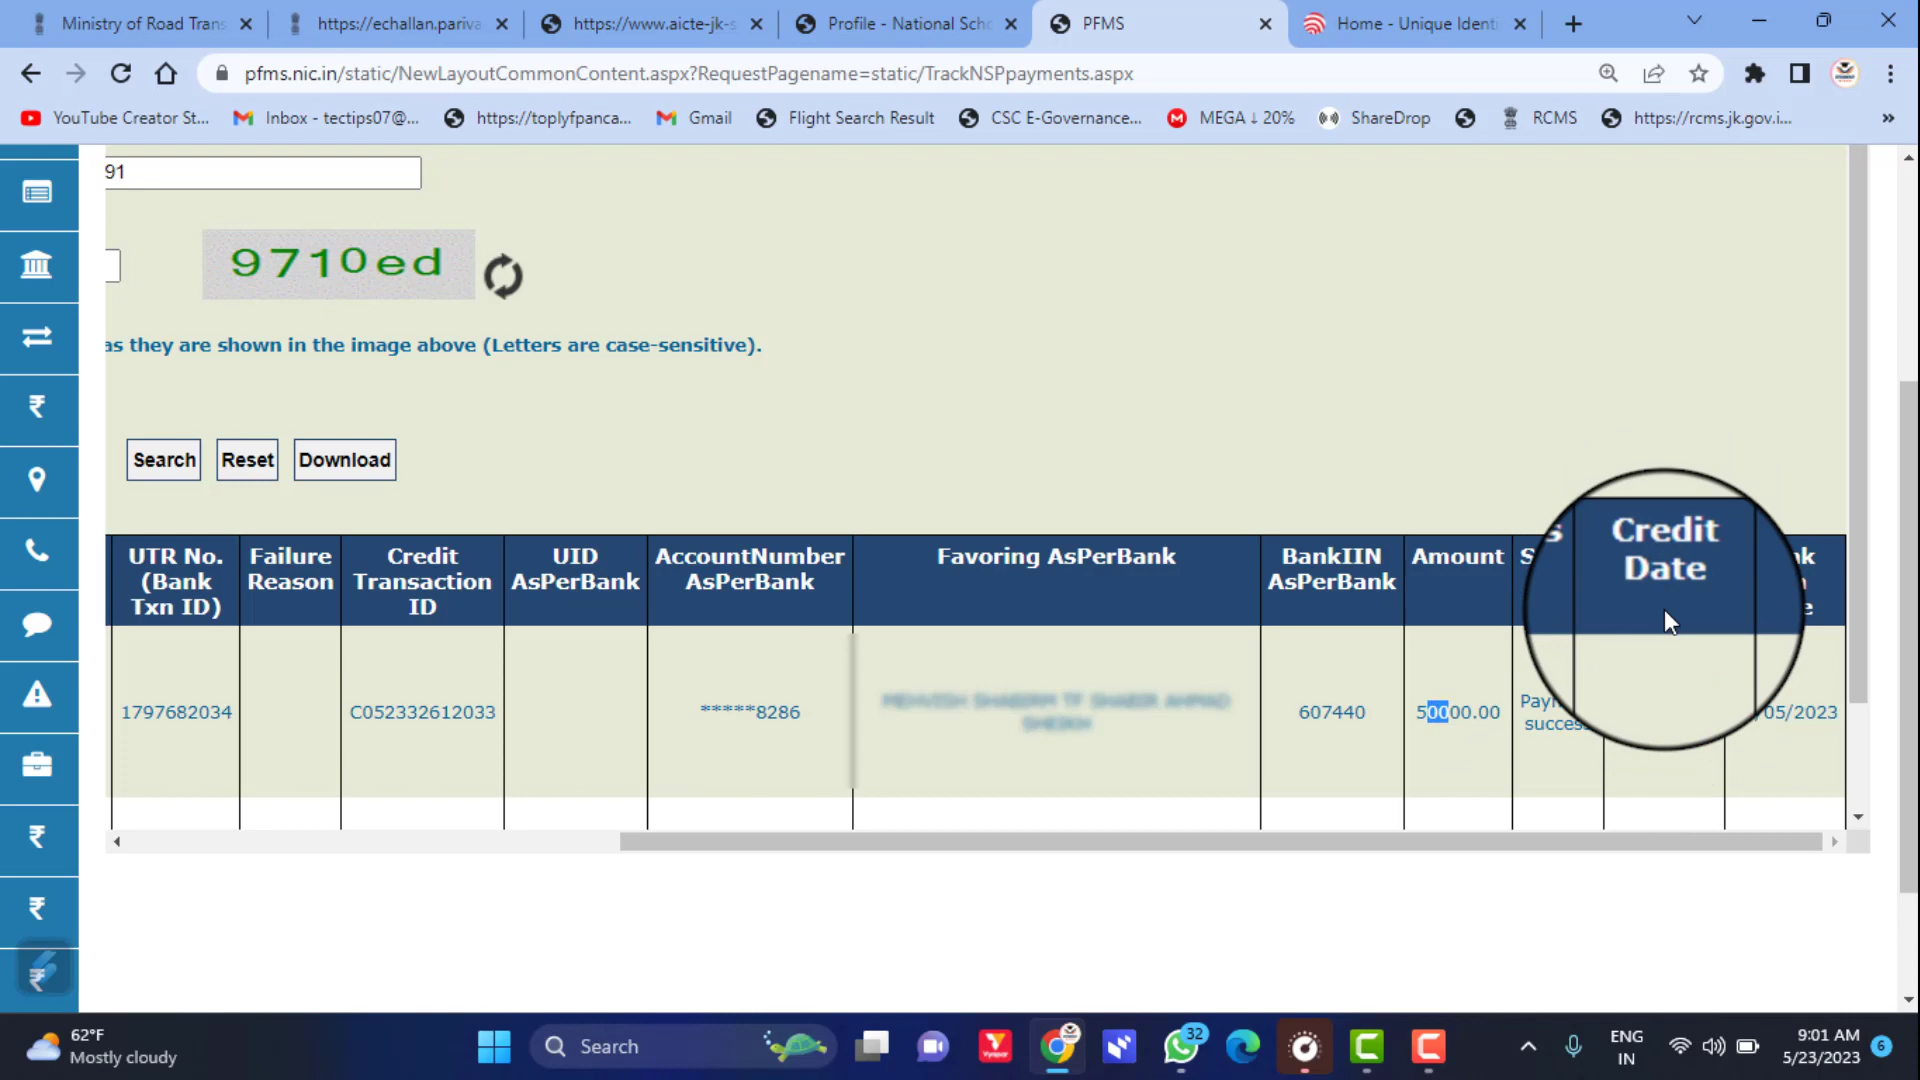 Ministry of Road Trans
https://echallan.pariva
https://www.aicte-jk-s
Profile - National Scho
PFMS
Home - Unique Identi
pfms.nic.in/static/NewLayoutCommonContent.aspx?RequestPagename=static/TrackNSPpayments.aspx
YouTube Creator St...
Inbox - tectips07@...
https://toplyfpanca...
Gmail
Flight Search Result
CSC E-Governance...
MEGA ↓ 20%
ShareDrop
RCMS
https://rcms.jk.gov.i...
91
9710ed
as they are shown in the image above (Letters are case-sensitive).
Search
Reset
Download
UTR No. (Bank Txn ID)
Failure Reason
Credit Transaction ID
UID AsPerBank
AccountNumber AsPerBank
Favoring AsPerBank
BankIIN AsPerBank
Amount
Credit Date
1797682034
C052332612033
*****8286
607440
50000.00
success
05/2023
62°F
Mostly cloudy
Search
32
ENG
IN
9:01 AM
5/23/2023
6